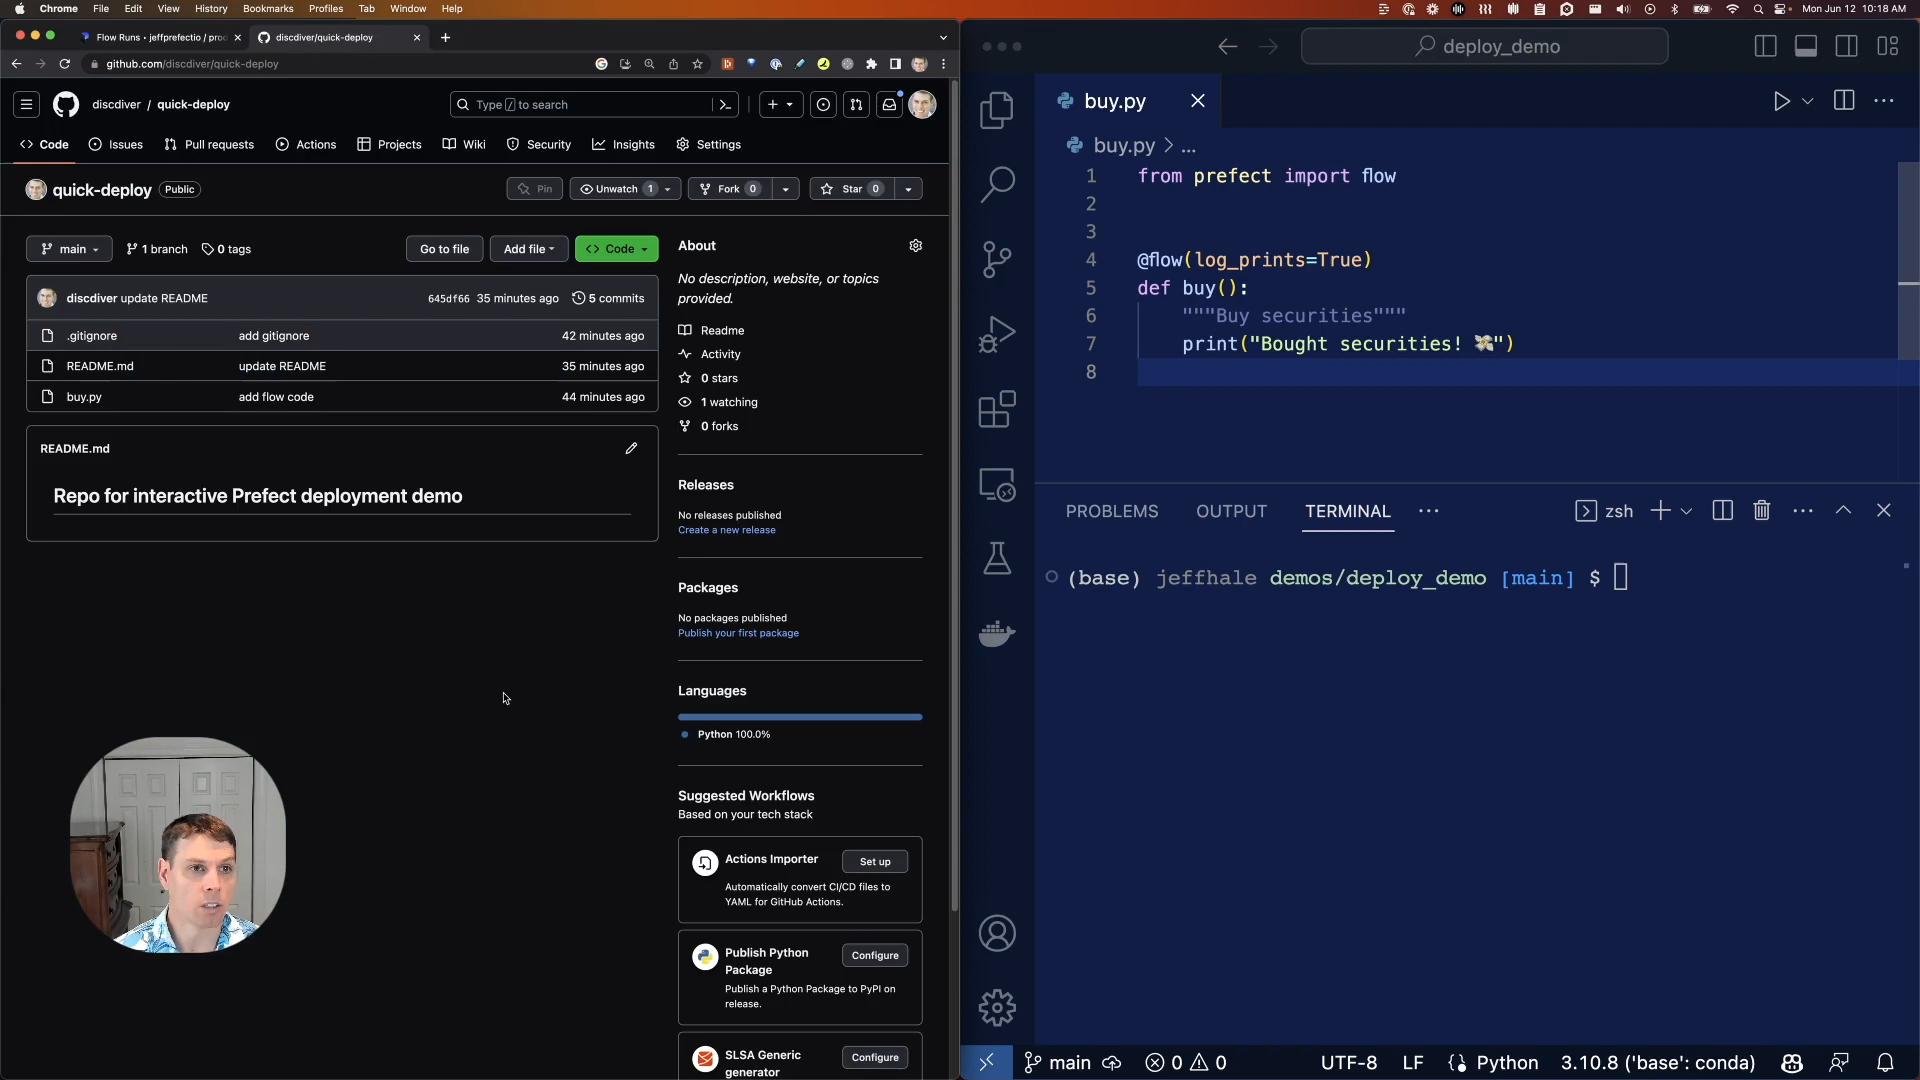 Chrome File Edit View History Bookmarks Profiles Tab Window Help
Mon Jun 12 10:18 AM
Flow Runs • jeffprefectio / prod
discdiver/quick-deploy
github.com/discdiver/quick-deploy
discdiver / quick-deploy
Type / to search
Code Issues Pull requests Actions Projects Wiki Security Insights Settings
quick-deploy Public
Pin Unwatch 1 Fork 0 Star 0
main 1 branch 0 tags Go to file Add file Code
discdiver update README 645df66 35 minutes ago 5 commits
.gitignore add gitignore 42 minutes ago
README.md update README 35 minutes ago
buy.py add flow code 44 minutes ago
README.md
Repo for interactive Prefect deployment demo
About
No description, website, or topics
provided.
Readme
Activity
0 stars
1 watching
0 forks
Releases
No releases published
Create a new release
Packages
No packages published
Publish your first package
Languages
Python 100.0%
Suggested Workflows
Based on your tech stack
Actions Importer Set up
Automatically convert CI/CD files to
YAML for GitHub Actions.
Publish Python
Package
Configure
Publish a Python Package to PyPI on
release.
SLSA Generic
generator
Configure
deploy_demo
buy.py
buy.py > ...
1 from prefect import flow
2
3
4 @flow(log_prints=True)
5 def buy():
6 """Buy securities"""
7 print("Bought securities! 💸")
8
PROBLEMS OUTPUT TERMINAL ... zsh
(base) jeffhale demos/deploy_demo [main] $
main 0 0 UTF-8 LF Python 3.10.8 ('base': conda)